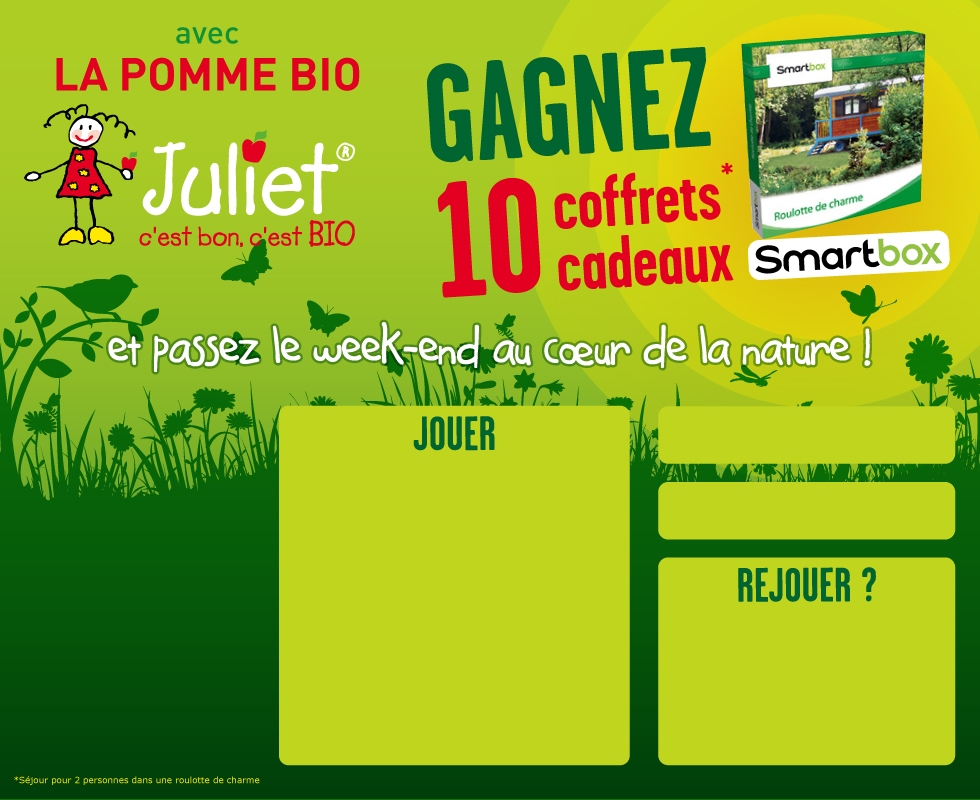 avec
LA POMME BIO
Juliet®
c'est bon, c'est BIO
GAGNEZ
10 coffrets*
cadeaux
Smartbox
Roulotte de charme
Smartbox
et passez le week-end au cœur de la nature !
JOUER
REJOUER ?
*Séjour pour 2 personnes dans une roulotte de charme